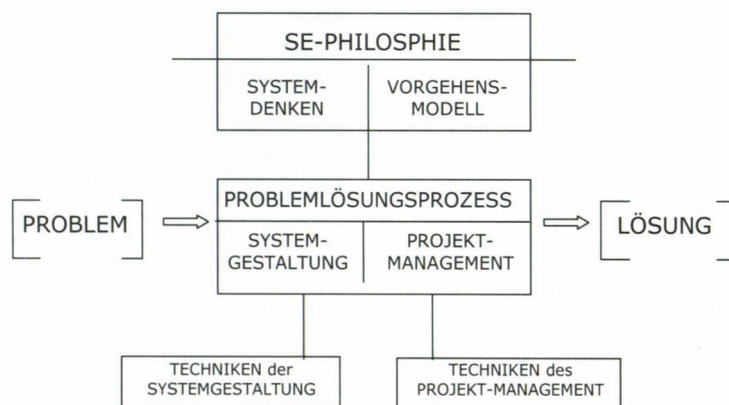 SE-PHILOSPHIE
SYSTEM-
DENKEN
VORGEHENS-
MODELL
PROBLEM
PROBLEMLÖSUNGSPROZESS
SYSTEM-
GESTALTUNG
PROJEKT-
MANAGEMENT
LÖSUNG
TECHNIKEN der
SYSTEMGESTALTUNG
TECHNIKEN des
PROJEKT-MANAGEMENT